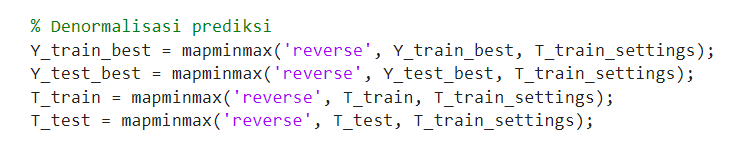 % Denormalisasi prediksi
Y_train_best = mapminmax('reverse', Y_train_best, T_train_settings);
Y_test_best = mapminmax('reverse', Y_test_best, T_train_settings);
T_train = mapminmax('reverse', T_train, T_train_settings);
T_test = mapminmax('reverse', T_test, T_train_settings);